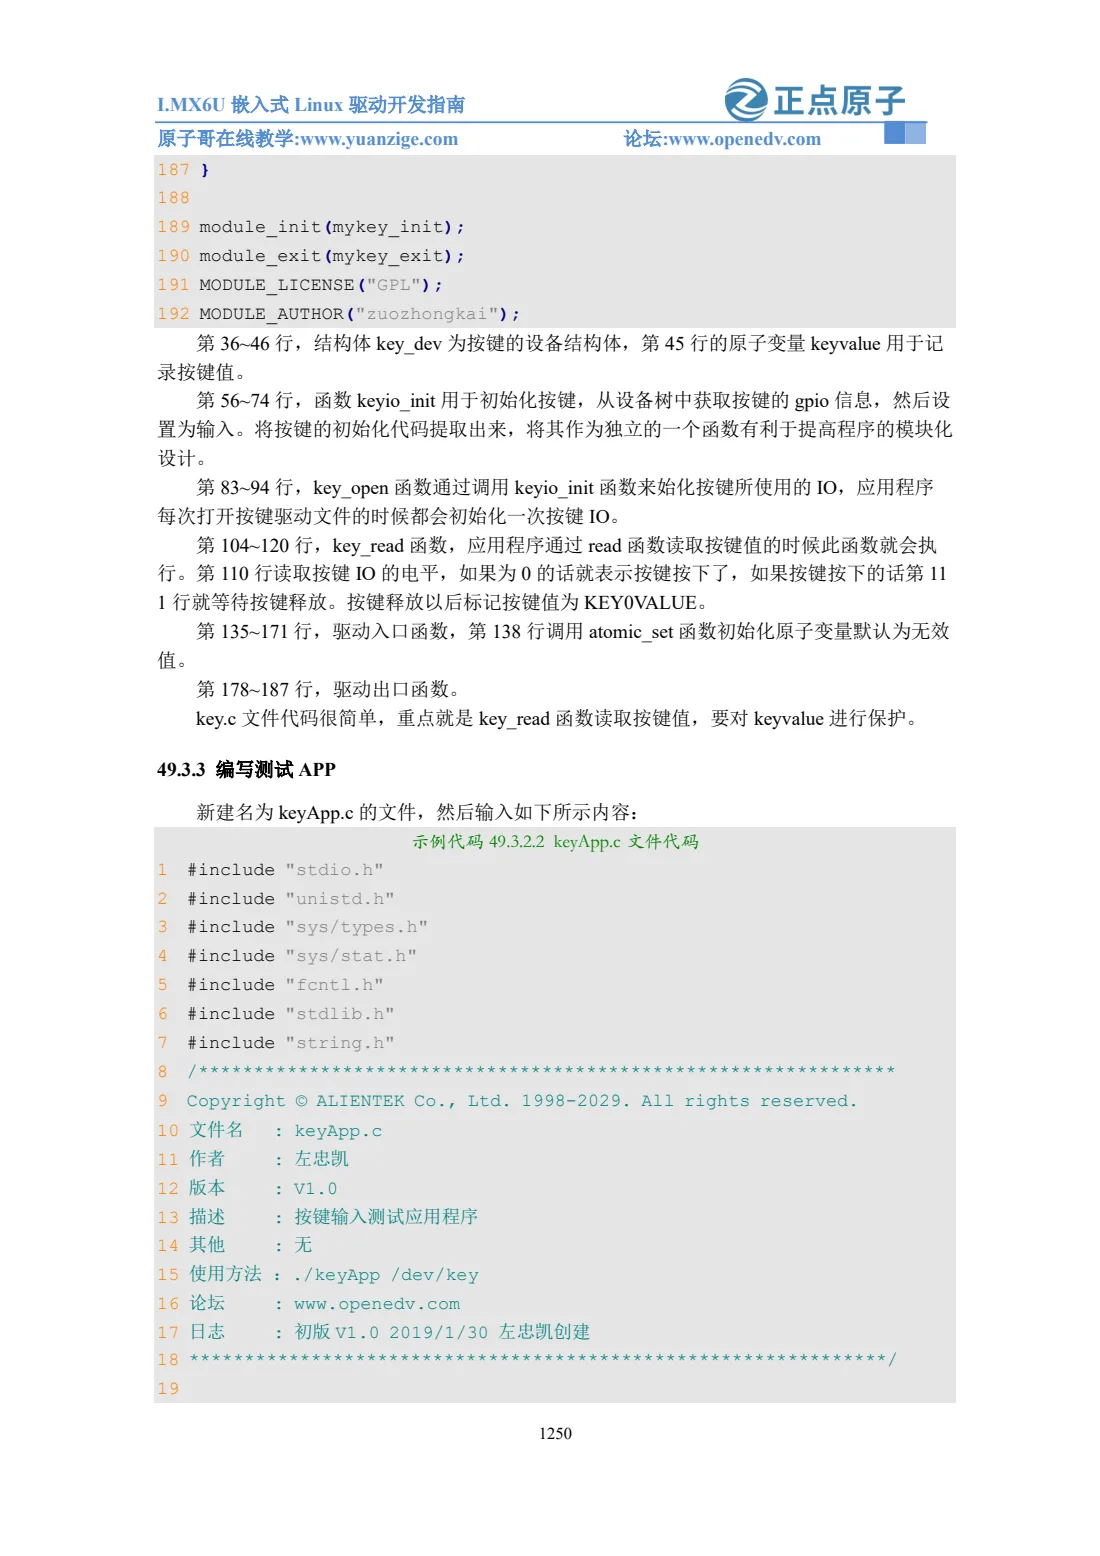 I.MX6U 嵌入式 Linux 驱动开发指南
正点原子
原子哥在线教学:www.yuanzige.com 论坛:www.openedv.com
187 }
188
189 module_init(mykey_init);
190 module_exit(mykey_exit);
191 MODULE_LICENSE("GPL");
192 MODULE_AUTHOR("zuozhongkai");
第 36~46 行，结构体 key_dev 为按键的设备结构体，第 45 行的原子变量 keyvalue 用于记
录按键值。
第 56~74 行，函数 keyio_init 用于初始化按键，从设备树中获取按键的 gpio 信息，然后设
置为输入。将按键的初始化代码提取出来，将其作为独立的一个函数有利于提高程序的模块化
设计。
第 83~94 行，key_open 函数通过调用 keyio_init 函数来始化按键所使用的 IO，应用程序
每次打开按键驱动文件的时候都会初始化一次按键 IO。
第 104~120 行，key_read 函数，应用程序通过 read 函数读取按键值的时候此函数就会执
行。第 110 行读取按键 IO 的电平，如果为 0 的话就表示按键按下了，如果按键按下的话第 11
1 行就等待按键释放。按键释放以后标记按键值为 KEY0VALUE。
第 135~171 行，驱动入口函数，第 138 行调用 atomic_set 函数初始化原子变量默认为无效
值。
第 178~187 行，驱动出口函数。
key.c 文件代码很简单，重点就是 key_read 函数读取按键值，要对 keyvalue 进行保护。
49.3.3 编写测试 APP
新建名为 keyApp.c 的文件，然后输入如下所示内容：
示例代码 49.3.2.2 keyApp.c 文件代码
1 #include "stdio.h"
2 #include "unistd.h"
3 #include "sys/types.h"
4 #include "sys/stat.h"
5 #include "fcntl.h"
6 #include "stdlib.h"
7 #include "string.h"
8 /***************************************************************
9 Copyright © ALIENTEK Co., Ltd. 1998-2029. All rights reserved.
10 文件名 : keyApp.c
11 作者 : 左忠凯
12 版本 : V1.0
13 描述 : 按键输入测试应用程序
14 其他 : 无
15 使用方法 : ./keyApp /dev/key
16 论坛 : www.openedv.com
17 日志 : 初版 V1.0 2019/1/30 左忠凯创建
18 ***************************************************************/
19
1250